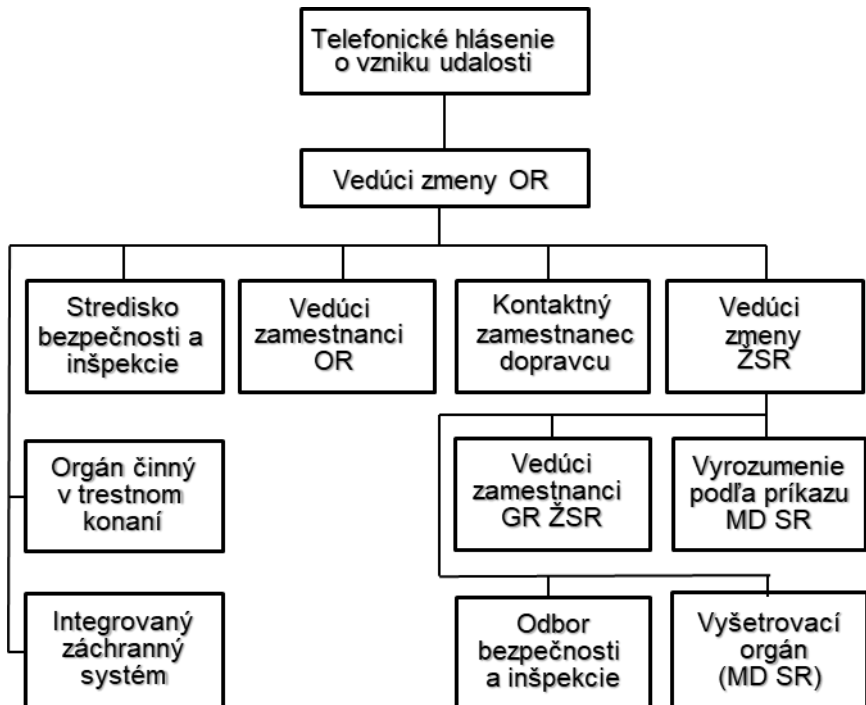 Telefonické hlásenie
o vzniku udalosti
Vedúci zmeny OR
Stredisko
bezpečnosti a
inšpekcie
Vedúci
zamestnanci
OR
Kontaktný
zamestnanec
dopravcu
Vedúci
zmeny
ŽSR
Orgán činný
v trestnom
konaní
Vedúci
zamestnanci
GR ŽSR
Vyrozumenie
podľa príkazu
MD SR
Integrovaný
záchranný
systém
Odbor
bezpečnosti
a inšpekcie
Vyšetrovací
orgán
(MD SR)